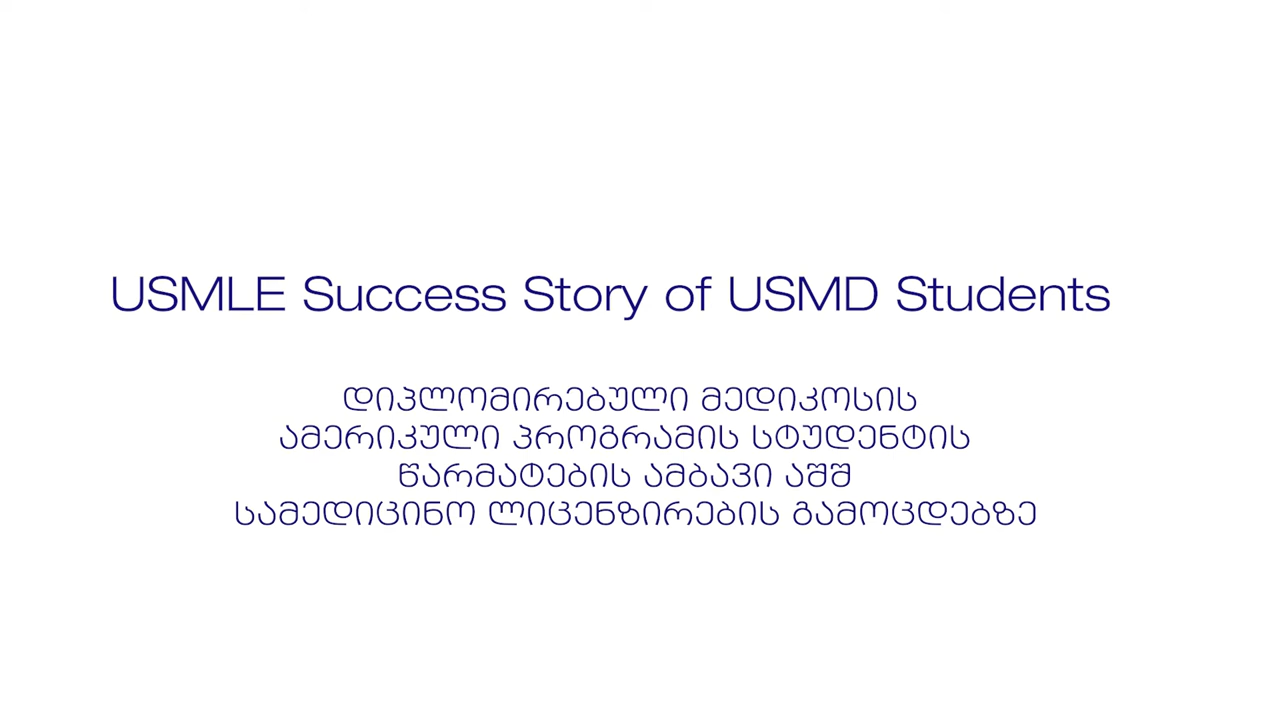 USMLE Success Story of USMD Students
დიპლომირებული მედიკოსის
ამერიკული პროგრამის სტუდენტის
წარმატების ამბავი აშშ
სამედიცინო ლიცენზირების გამოცდებზე